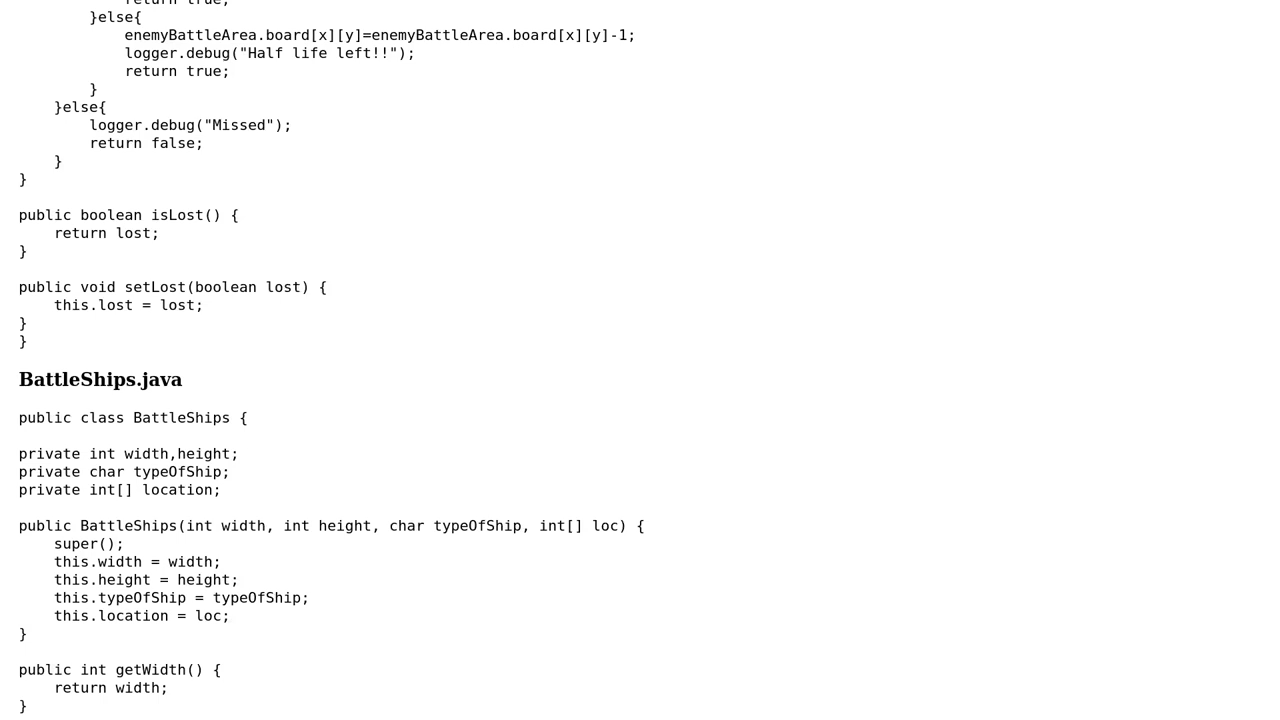 return true;
}else{
enemyBattleArea.board[x][y]=enemyBattleArea.board[x][y]-1;
logger.debug("Half life left!!");
return true;
}
}else{
logger.debug("Missed");
return false;
}
}
public boolean isLost() {
return lost;
}
public void setLost(boolean lost) {
this.lost = lost;
}
}
BattleShips.java
public class BattleShips {
private int width,height;
private char typeOfShip;
private int[] location;
public BattleShips(int width, int height, char typeOfShip, int[] loc) {
super();
this.width = width;
this.height = height;
this.typeOfShip = typeOfShip;
this.location = loc;
}
public int getWidth() {
return width;
}